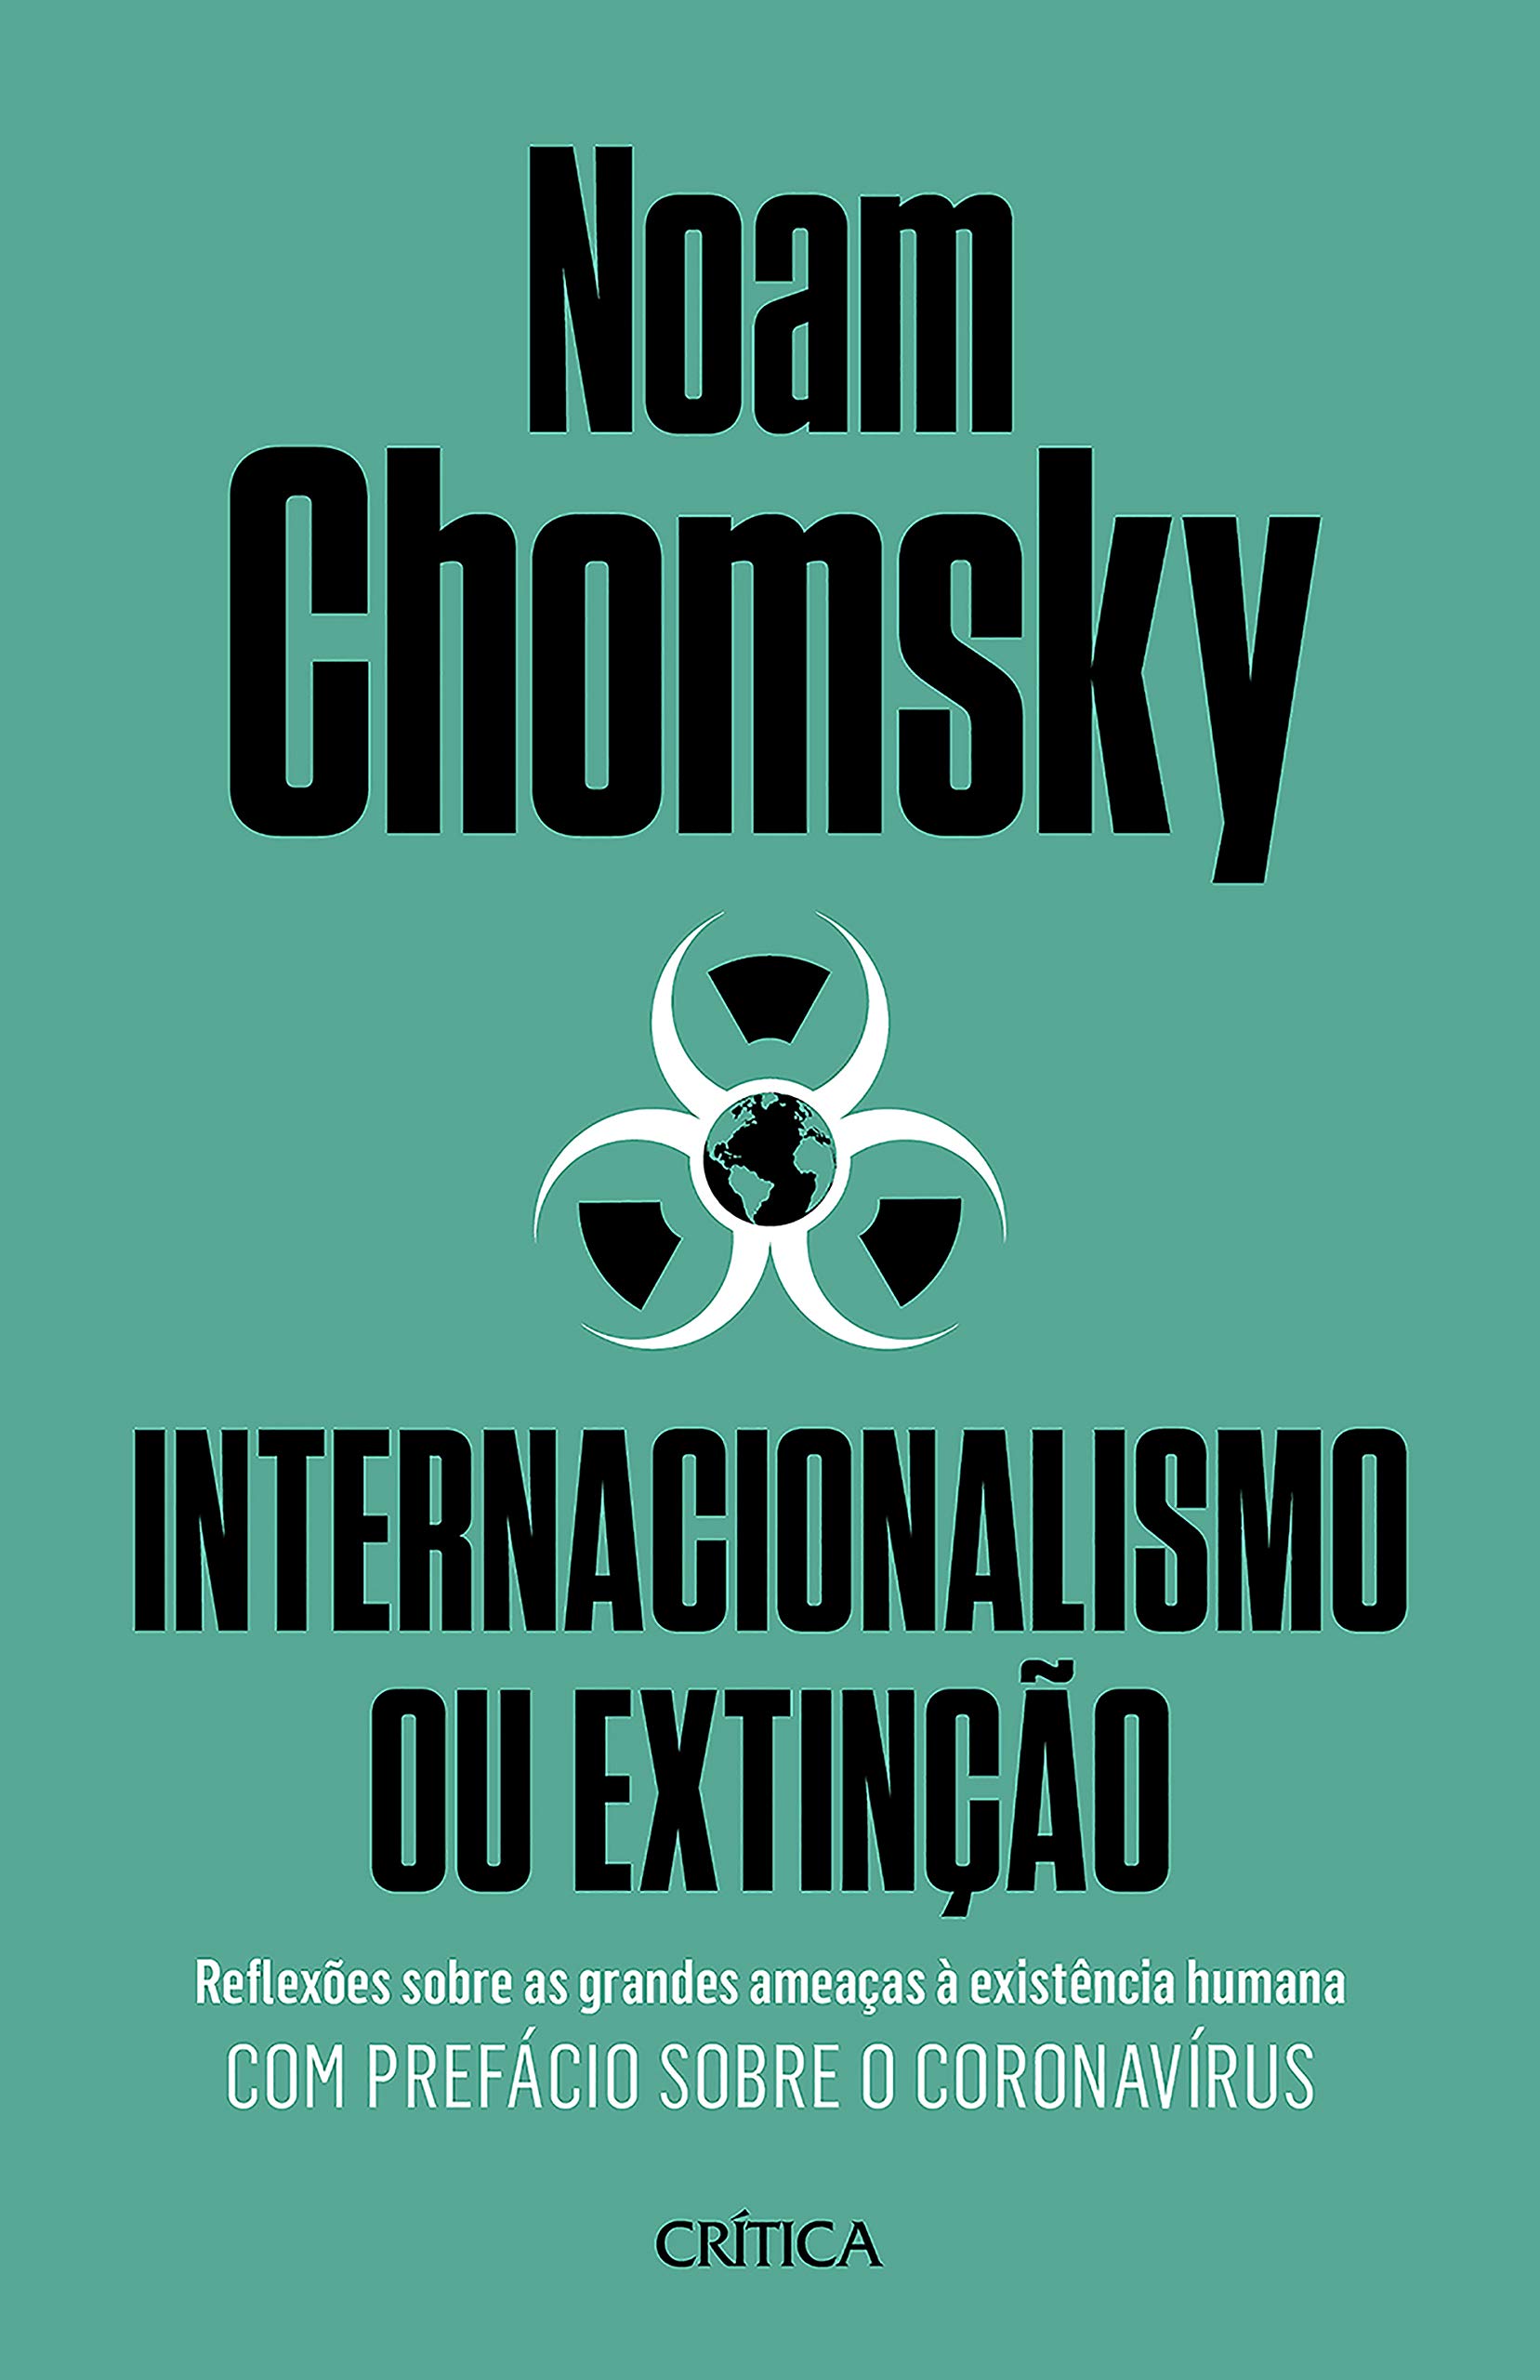 Noam
Chomsky
INTERNACIONALISMO
OU EXTINÇÃO
Reflexões sobre as grandes ameaças à existência humana
COM PREFÁCIO SOBRE O CORONAVÍRUS
CRÍTICA